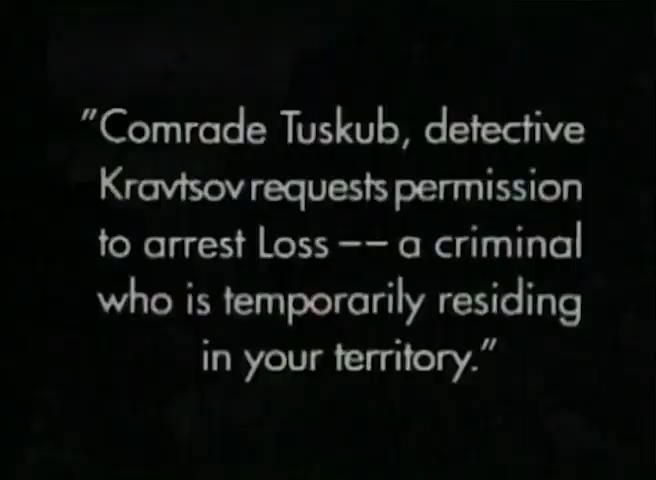 "Comrade Tuskub, detective
Kravtsov requests permission
to arrest Loss -- a criminal
who is temporarily residing
in your territory."